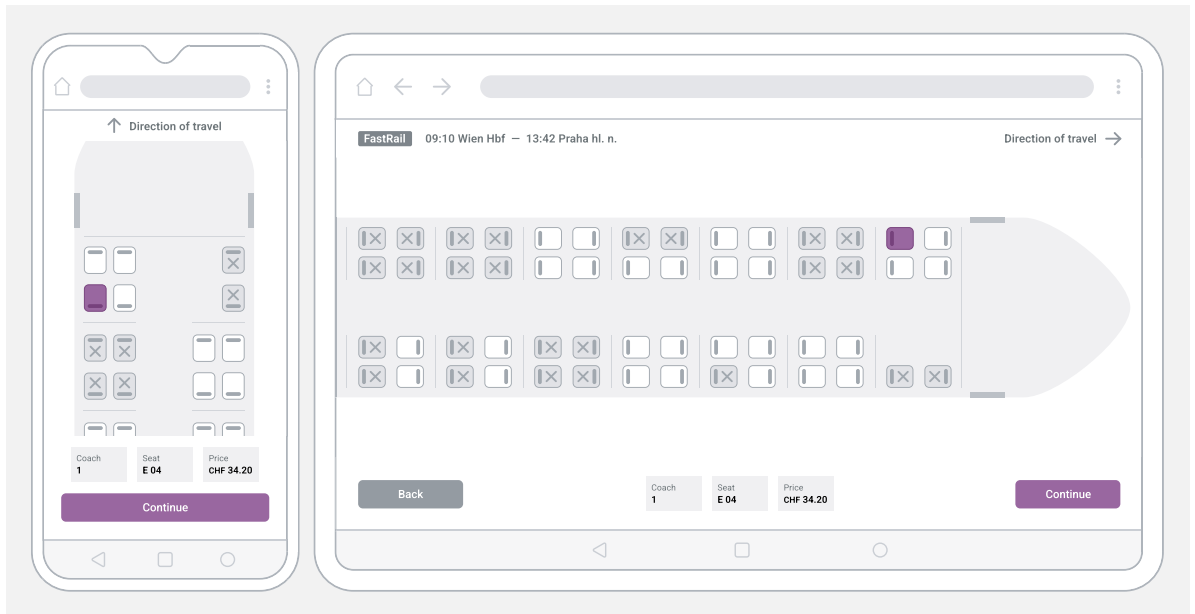 Direction of travel
Coach
1
Seat
E 04
Price
CHF 34.20
Continue
FastRail 09:10 Wien Hbf — 13:42 Praha hl. n.
Direction of travel
Back
Coach
1
Seat
E 04
Price
CHF 34.20
Continue